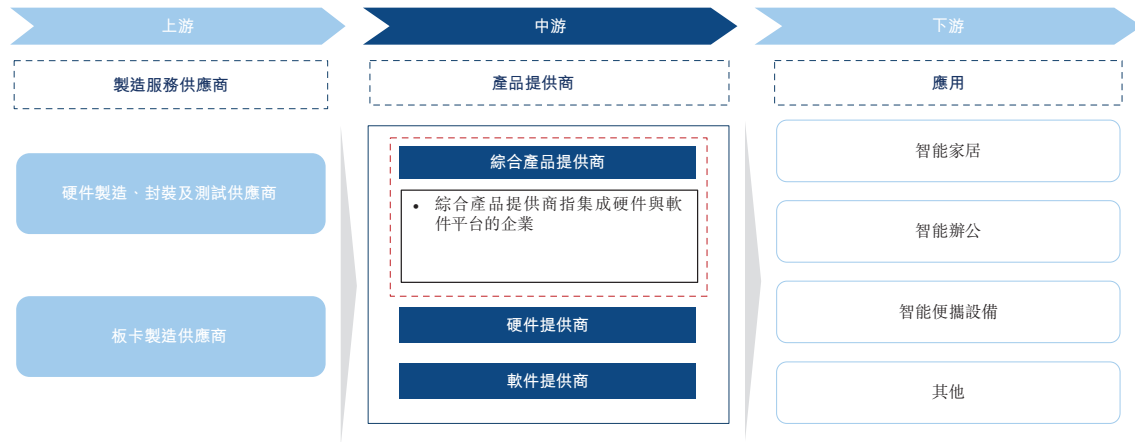 上游
中游
下游
製造服務供應商
產品提供商
應用
硬件製造、封裝及測試供應商
板卡製造供應商
綜合產品提供商
• 綜合產品提供商指集成硬件與軟
件平台的企業
硬件提供商
軟件提供商
智能家居
智能辦公
智能便攜設備
其他